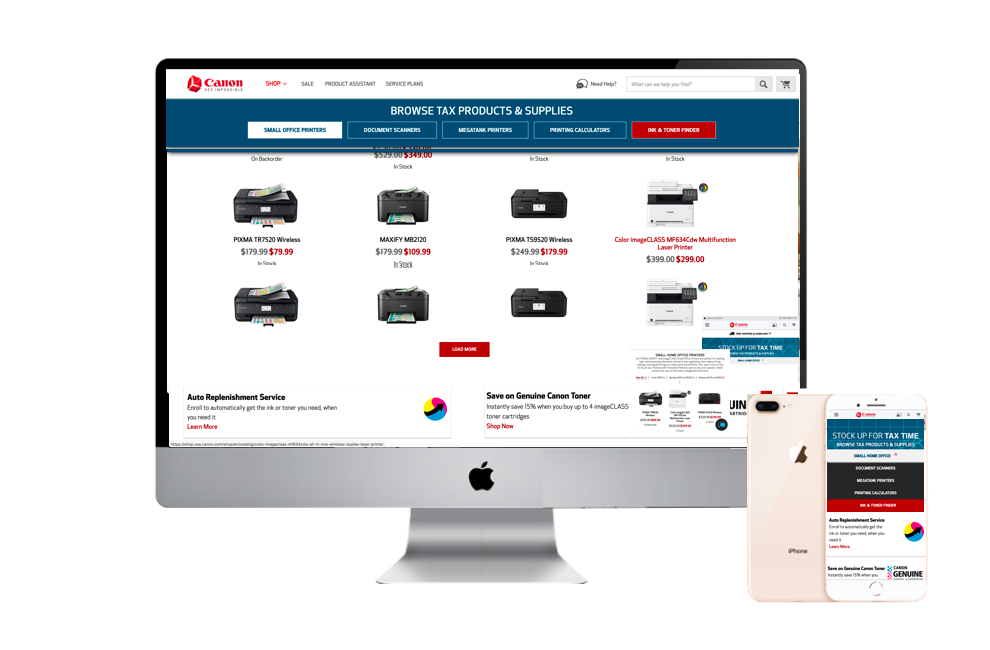 Canon
SEE IMPOSSIBLE
SHOP
SALE
PRODUCT ASSISTANT
SERVICE PLANS
Need Help?
What can we help you find?
BROWSE TAX PRODUCTS & SUPPLIES
SMALL OFFICE PRINTERS
DOCUMENT SCANNERS
MEGATANK PRINTERS
PRINTING CALCULATORS
INK & TONER FINDER
On Backorder
$529.00 $349.00
In Stock
In Stock
In Stock
PIXMA TR7520 Wireless
$179.99 $79.99
In Stock
MAXIFY MB2120
$179.99 $109.99
In Stock
PIXMA TS9520 Wireless
$249.99 $179.99
In Stock
Color imageCLASS MF634Cdw Multifunction
Laser Printer
$399.00 $299.00
LOAD MORE
Auto Replenishment Service
Enroll to automatically get the ink or toner you need, when
you need it
Learn More
Save on Genuine Canon Toner
Instantly save 15% when you buy up to 4 imageCLASS
toner cartridges
Shop Now
https://shop.usa.canon.com/shop/en/catalog/color-imageclass-mf634cdw-all-in-one-wireless-duplex-laser-printer
Canon
STOCK UP FOR TAX TIME
BROWSE TAX PRODUCTS & SUPPLIES
SMALL HOME OFFICE
SMALL HOME OFFICE PRINTERS
iPhone
Canon
STOCK UP FOR TAX TIME
BROWSE TAX PRODUCTS & SUPPLIES
SMALL HOME OFFICE
DOCUMENT SCANNERS
MEGATANK PRINTERS
PRINTING CALCULATORS
INK & TONER FINDER
Auto Replenishment Service
Enroll to automatically get the
ink or toner you need, when you
need it
Learn More
Save on Genuine Canon Toner
Instantly save 15% when you
CANON
GENUINE